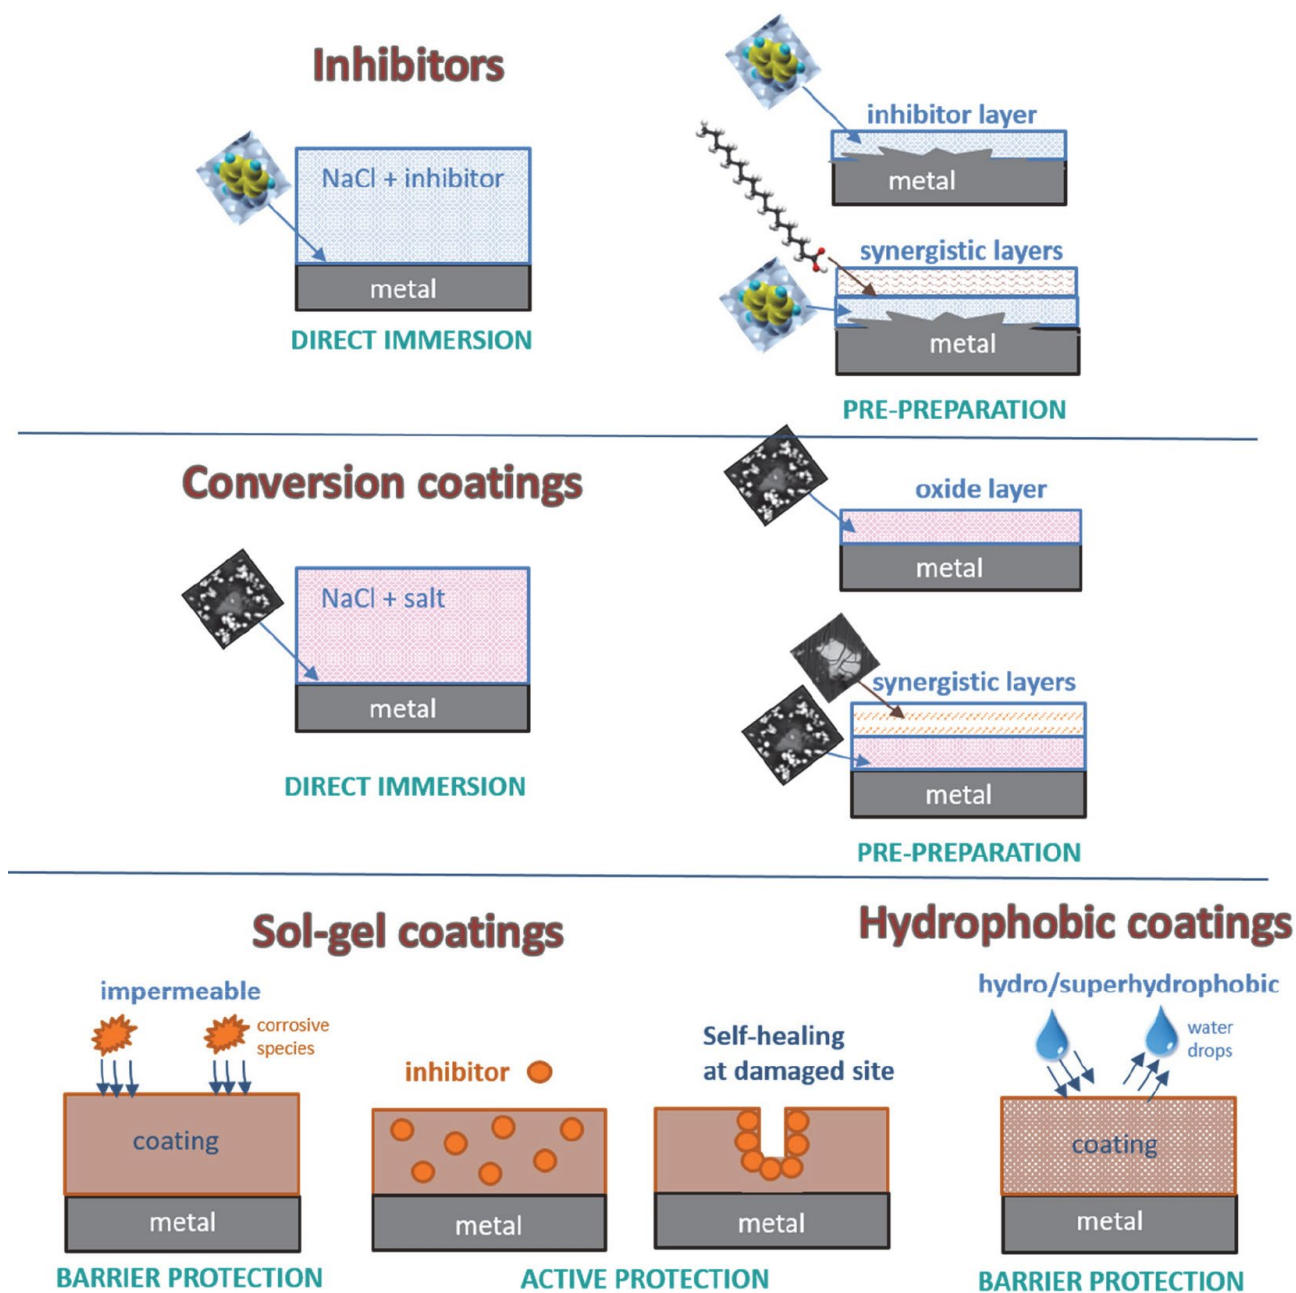 Inhibitors
NaCl + inhibitor
metal
DIRECT IMMERSION
inhibitor layer
metal
synergistic layers
metal
PRE-PREPARATION
Conversion coatings
NaCl + salt
metal
DIRECT IMMERSION
oxide layer
metal
synergistic layers
metal
PRE-PREPARATION
Sol-gel coatings
impermeable
corrosive
species
coating
metal
BARRIER PROTECTION
inhibitor
metal
Self-healing
at damaged site
metal
ACTIVE PROTECTION
Hydrophobic coatings
hydro/superhydrophobic
water
drops
coating
metal
BARRIER PROTECTION